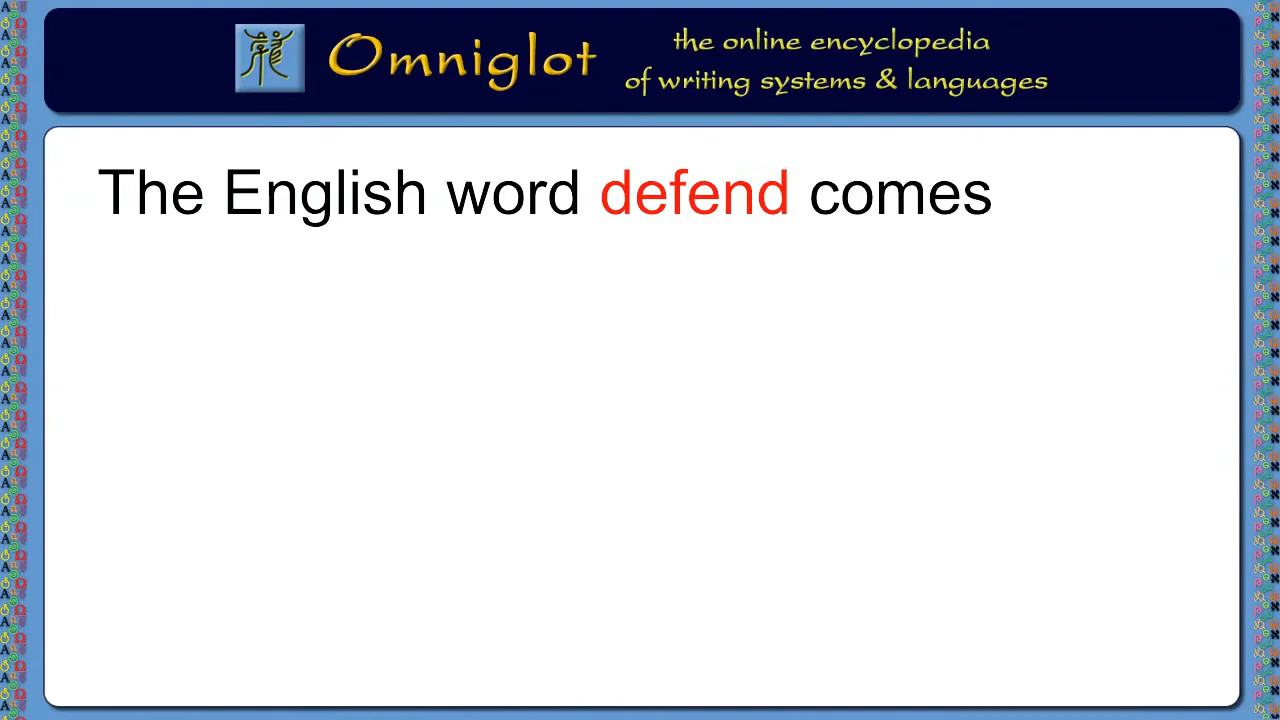 Omniglot
the online encyclopedia
of writing systems & languages
The English word defend comes